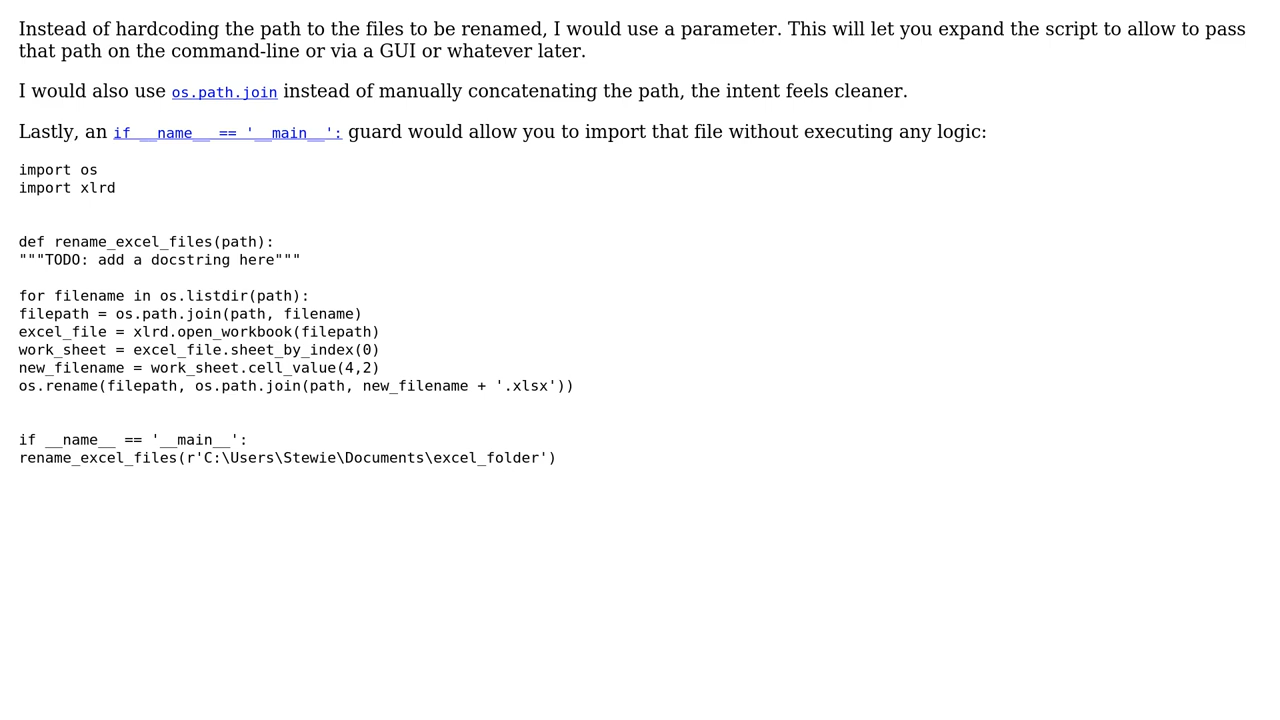 Instead of hardcoding the path to the files to be renamed, I would use a parameter. This will let you expand the script to allow to pass
that path on the command-line or via a GUI or whatever later.
I would also use os.path.join instead of manually concatenating the path, the intent feels cleaner.
Lastly, an if __name__ == '__main__': guard would allow you to import that file without executing any logic:
import os
import xlrd
def rename_excel_files(path):
"""TODO: add a docstring here"""
for filename in os.listdir(path):
filepath = os.path.join(path, filename)
excel_file = xlrd.open_workbook(filepath)
work_sheet = excel_file.sheet_by_index(0)
new_filename = work_sheet.cell_value(4,2)
os.rename(filepath, os.path.join(path, new_filename + '.xlsx'))
if __name__ == '__main__':
rename_excel_files(r'C:\Users\Stewie\Documents\excel_folder')